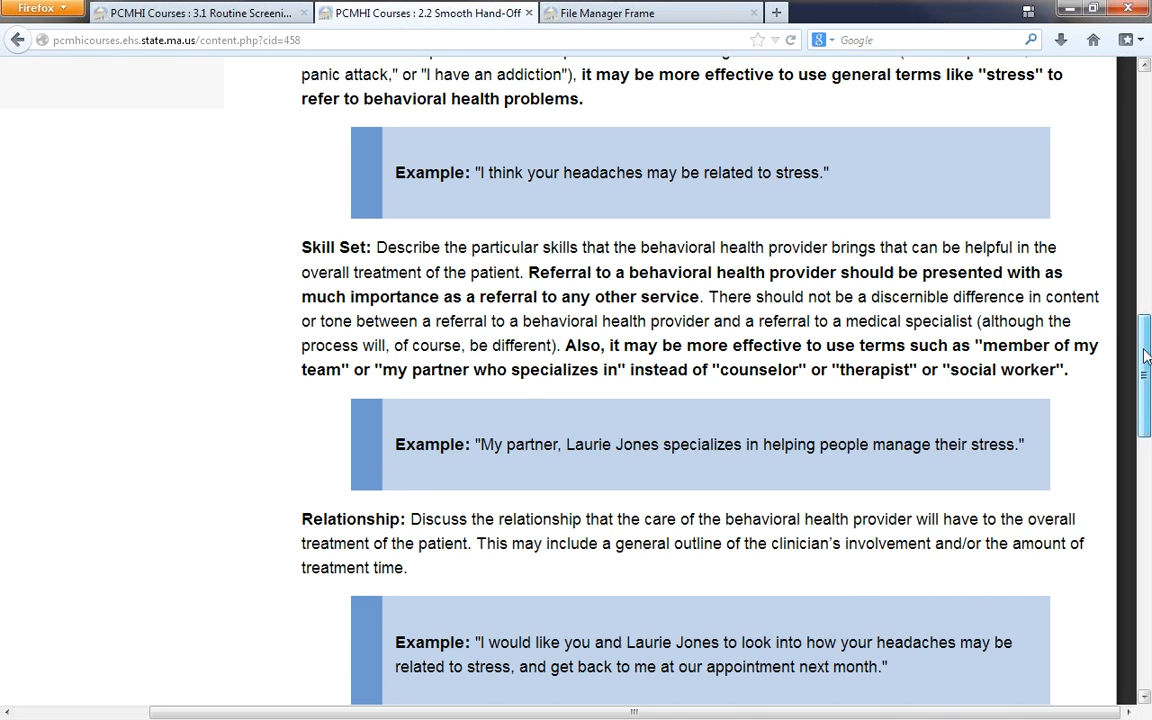 Firefox
PCMHI Courses : 3.1 Routine Screeni...
PCMHI Courses : 2.2 Smooth Hand-Off
File Manager Frame
pcmhicourses.ehs.state.ma.us/content.php?cid=458
Google
panic attack," or "I have an addiction"), it may be more effective to use general terms like "stress" to
refer to behavioral health problems.
Example: "I think your headaches may be related to stress."
Skill Set: Describe the particular skills that the behavioral health provider brings that can be helpful in the
overall treatment of the patient. Referral to a behavioral health provider should be presented with as
much importance as a referral to any other service. There should not be a discernible difference in content
or tone between a referral to a behavioral health provider and a referral to a medical specialist (although the
process will, of course, be different). Also, it may be more effective to use terms such as "member of my
team" or "my partner who specializes in" instead of "counselor" or "therapist" or "social worker".
Example: "My partner, Laurie Jones specializes in helping people manage their stress."
Relationship: Discuss the relationship that the care of the behavioral health provider will have to the overall
treatment of the patient. This may include a general outline of the clinician's involvement and/or the amount of
treatment time.
Example: "I would like you and Laurie Jones to look into how your headaches may be
related to stress, and get back to me at our appointment next month."